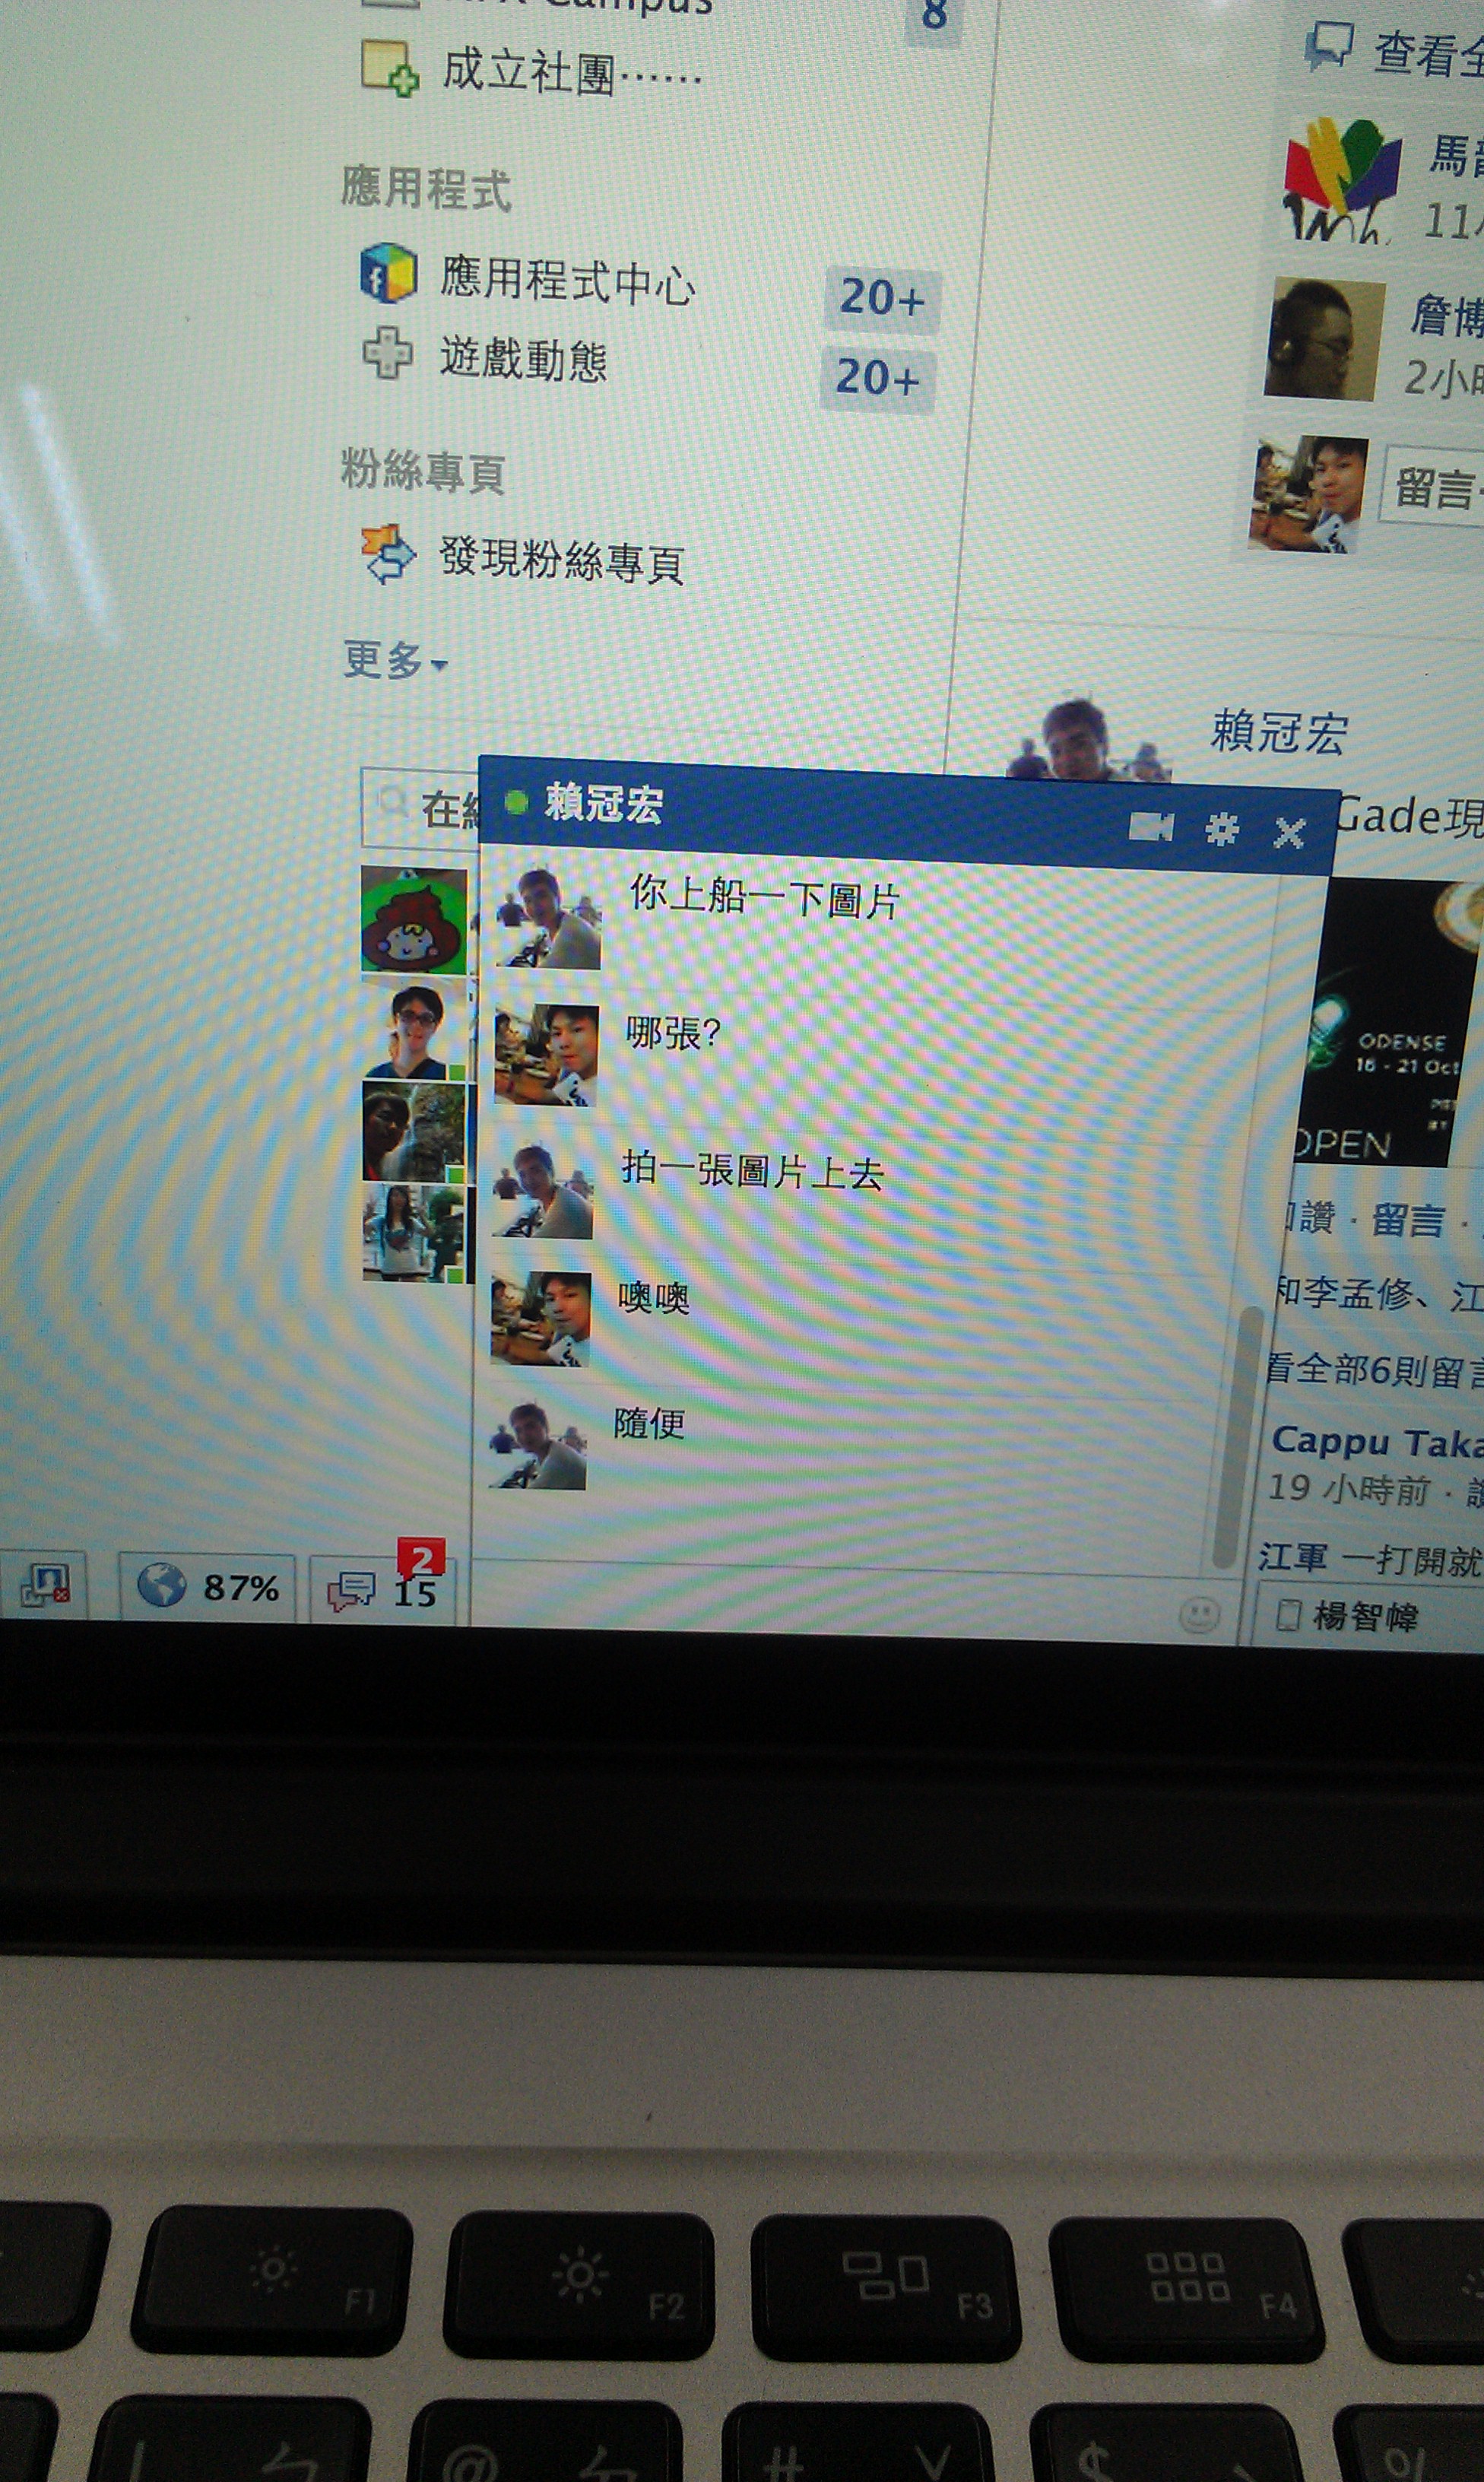 Campus
8
成立社團……
應用程式
應用程式中心 20+
遊戲動態 20+
粉絲專頁
發現粉絲專頁
更多
查看
馬
11
詹博
2小
留言
賴冠宏
Gade現
在
賴冠宏
你上船一下圖片
哪張?
拍一張圖片上去
噢噢
隨便
ODENSE
16 - 21 Oct
OPEN
讚 · 留言 ·
和李孟修、江
看全部6則留言
Cappu Taka
19 小時前 · 讚
江軍 一打開就
87%
2
15
楊智幃
F1
F2
F3
F4
ㄅ
@ ㄉ
# ˇ
$ ˋ
%